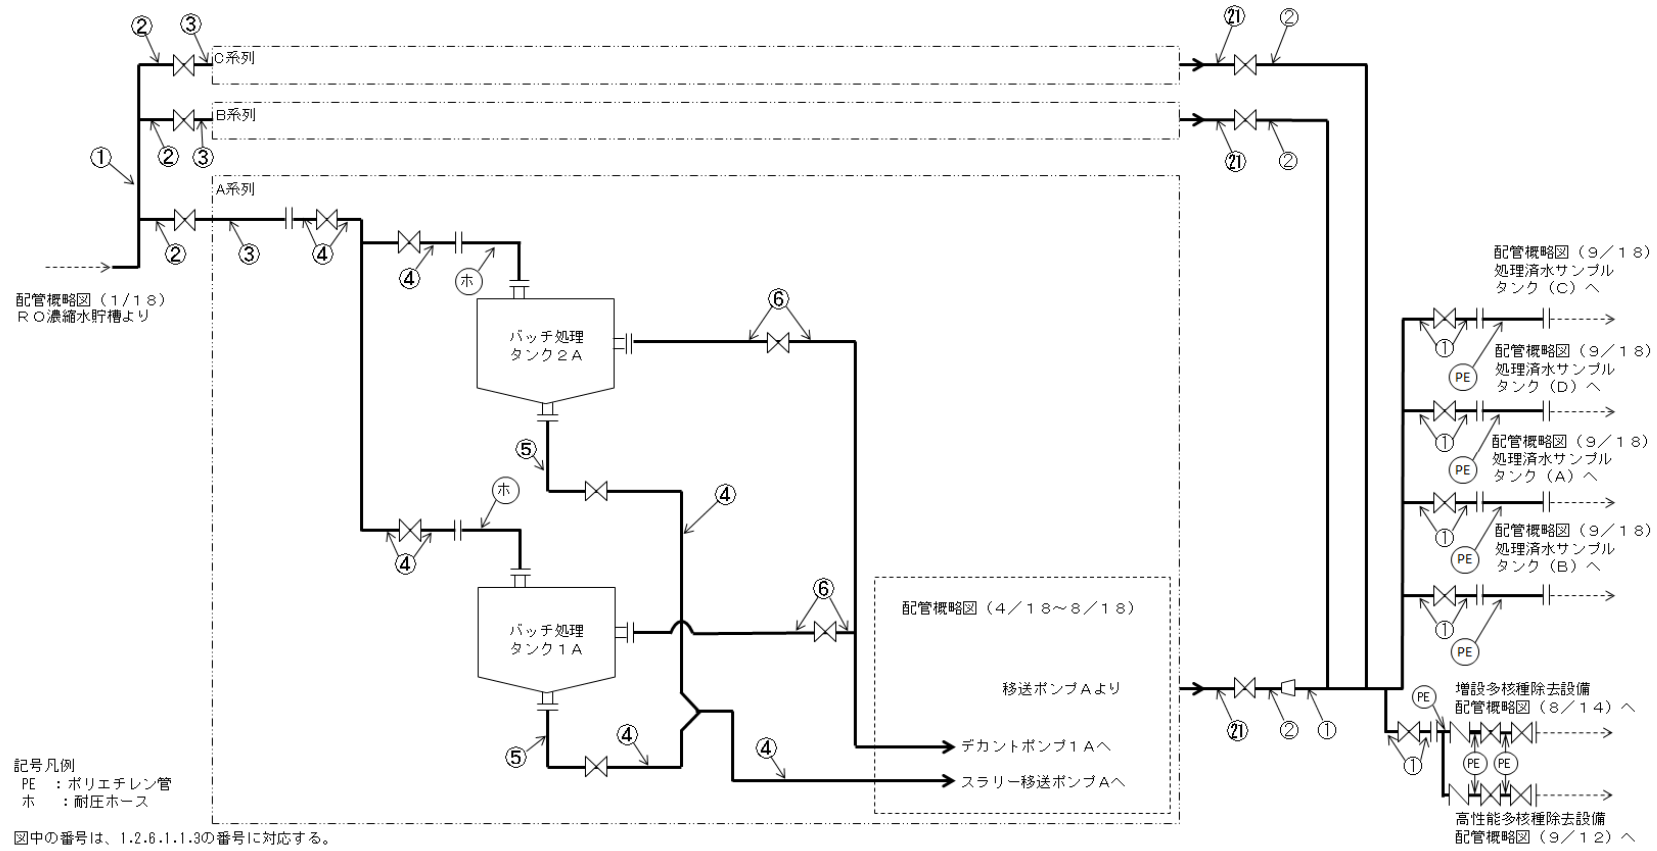 ②
③
C系列
㉑
②
②
③
B系列
㉑
②
①
A系列
②
③
④
④
ホ
配管概略図(1/18)
RO濃縮水貯槽より
バッチ処理
タンク2A
⑥
⑤
ホ
④
④
バッチ処理
タンク1A
⑥
⑤
④
④
配管概略図(4/18~8/18)
移送ポンプAより
デカントポンプ1Aへ
スラリー移送ポンプAへ
㉑
②
①
配管概略図(9/18)
処理済水サンプル
タンク(C)へ
①
PE
配管概略図(9/18)
処理済水サンプル
タンク(D)へ
①
PE
配管概略図(9/18)
処理済水サンプル
タンク(A)へ
①
PE
配管概略図(9/18)
処理済水サンプル
タンク(B)へ
①
PE
PE
増設多核種除去設備
配管概略図(8/14)へ
①
PE
PE
高性能多核種除去設備
配管概略図(9/12)へ
記号凡例
PE :ポリエチレン管
ホ :耐圧ホース
図中の番号は、1.2.6.1.1.3の番号に対応する。